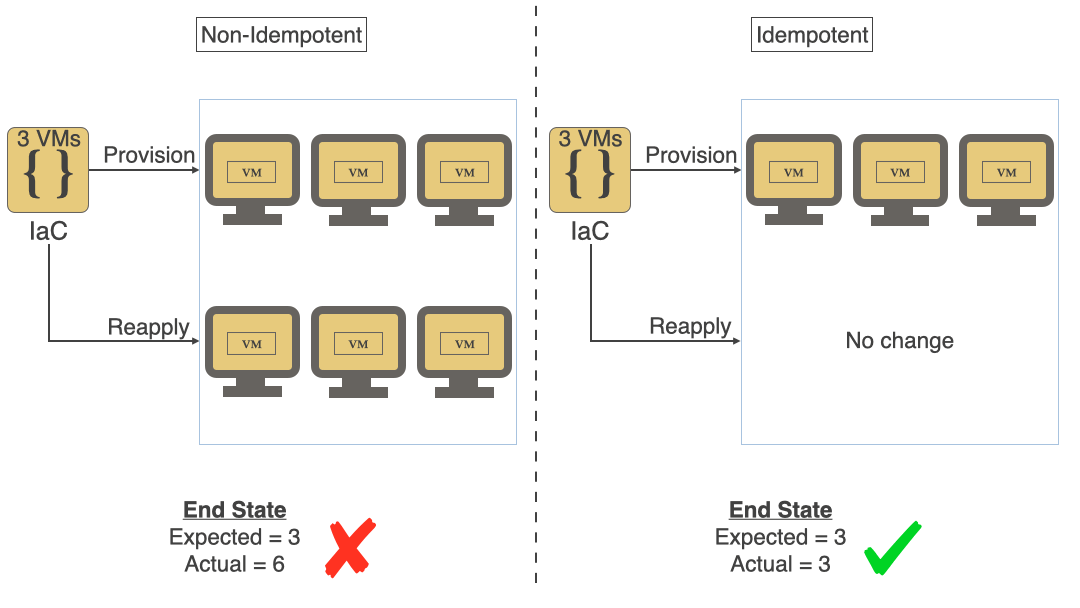 Non-Idempotent
3 VMs
{ }
IaC
Provision
VM
VM
VM
Reapply
VM
VM
VM
End State
Expected = 3
Actual = 6
Idempotent
3 VMs
{ }
IaC
Provision
VM
VM
VM
Reapply
No change
End State
Expected = 3
Actual = 3